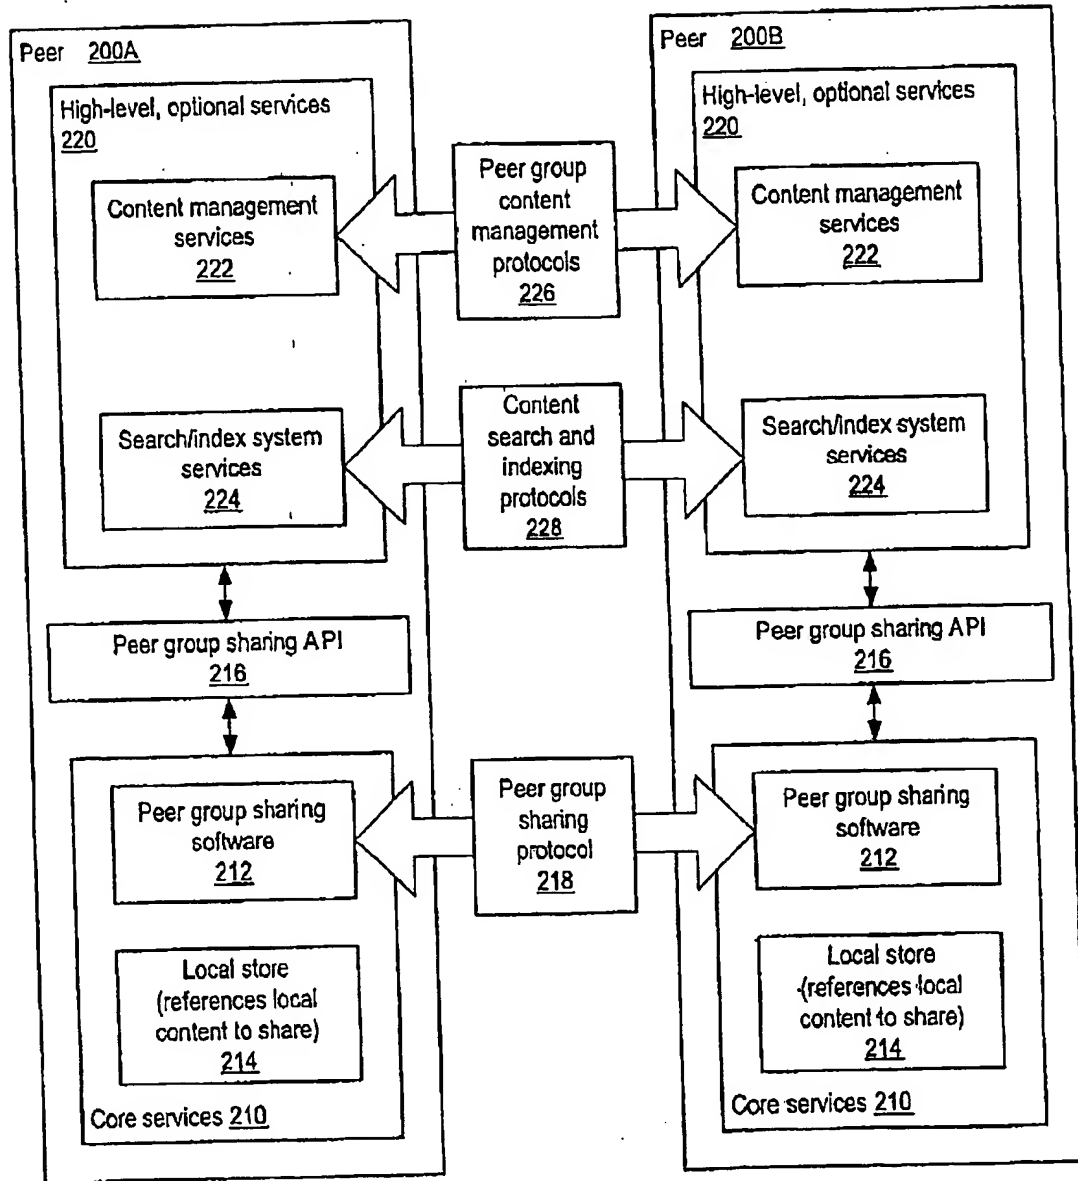 Peer 200A
High-level, optional services
220
Content management
services
222
Search/index system
services
224
Peer group sharing API
216
Peer group sharing
software
212
Local store
(references local
content to share)
214
Core services 210
Peer group
content
management
protocols
226
Content
search and
indexing
protocols
228
Peer group
sharing
protocol
218
Peer 200B
High-level, optional services
220
Content management
services
222
Search/index system
services
224
Peer group sharing API
216
Peer group sharing
software
212
Local store
(references local
content to share)
214
Core services 210